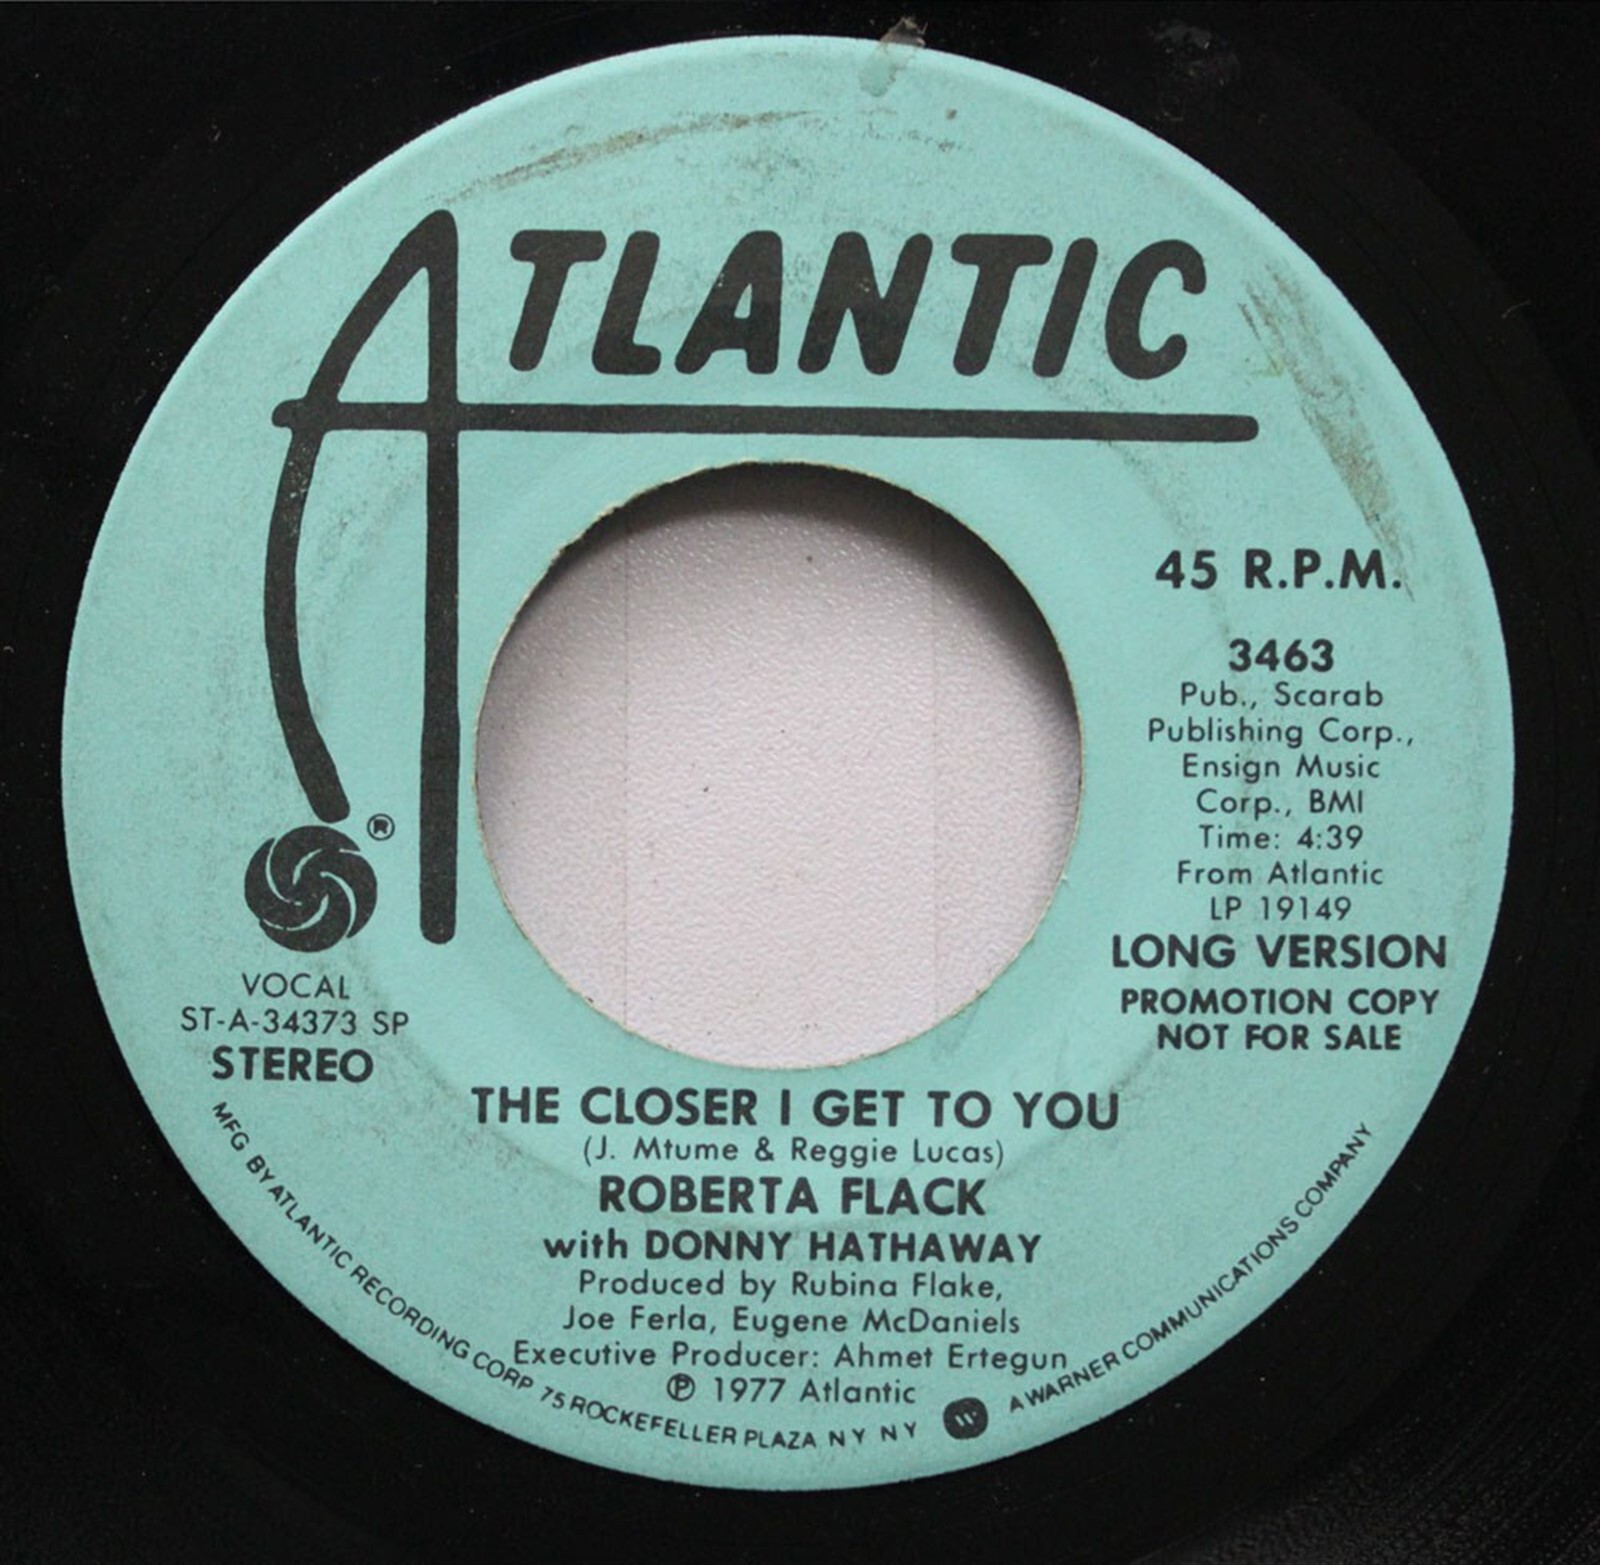 ATLANTIC
®
45 R.P.M.
3463
Pub., Scarab
Publishing Corp.,
Ensign Music
Corp., BMI
Time: 4:39
From Atlantic
LP 19149
LONG VERSION
PROMOTION COPY
NOT FOR SALE
VOCAL
ST-A-34373 SP
STEREO
THE CLOSER I GET TO YOU
(J. Mtume & Reggie Lucas)
ROBERTA FLACK
with DONNY HATHAWAY
Produced by Rubina Flake,
Joe Ferla, Eugene McDaniels
Executive Producer: Ahmet Ertegun
℗ 1977 Atlantic
MFG BY ATLANTIC RECORDING CORP 75 ROCKEFELLER PLAZA N Y N Y A WARNER COMMUNICATIONS COMPANY